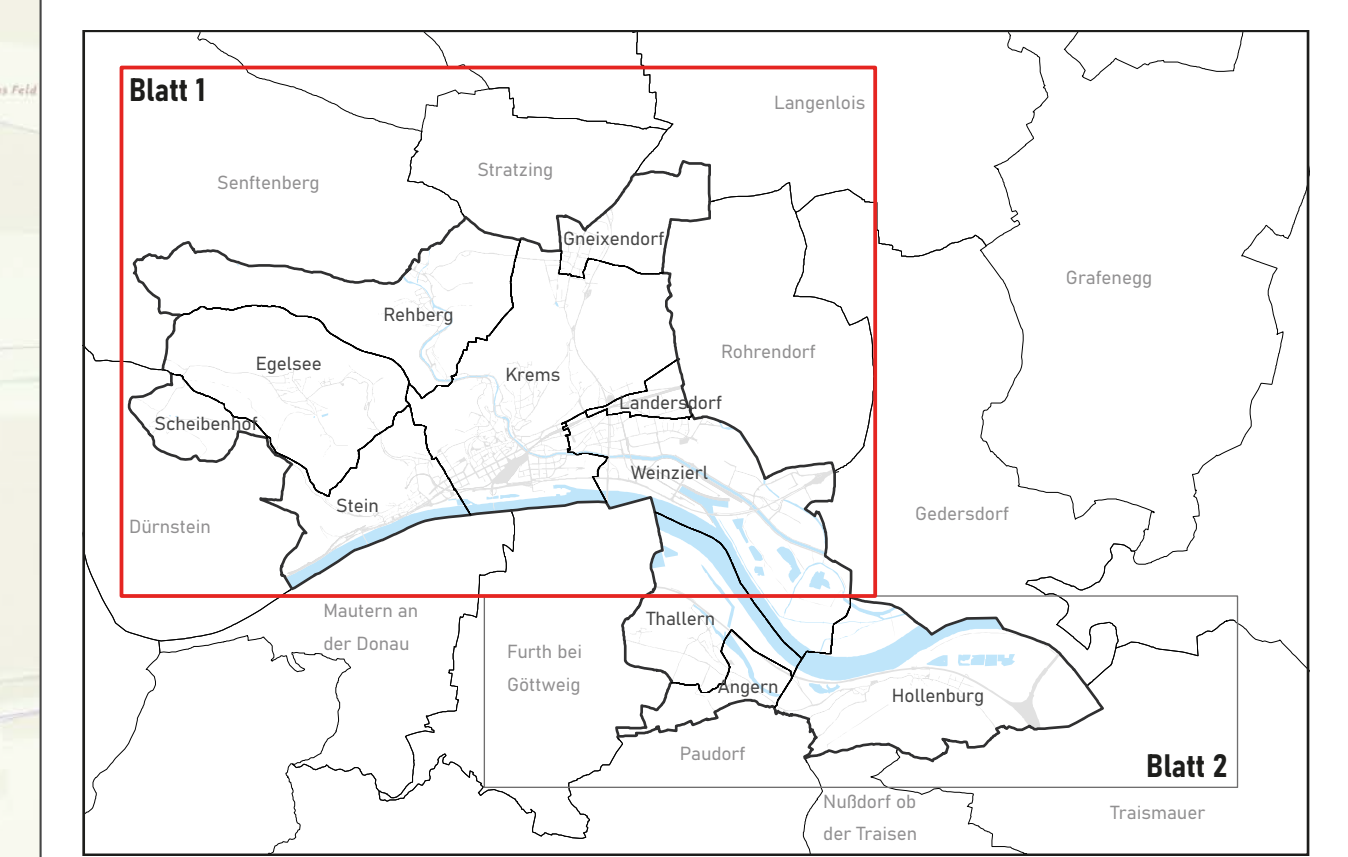 s Feld
Blatt 1
Langenlois
Stratzing
Senftenberg
Gneixendorf
Grafenegg
Rehberg
Rohrendorf
Egelsee
Krems
Landersdorf
Scheibenhof
Weinzierl
Stein
Gedersdorf
Dürnstein
Mautern an
der Donau
Thallern
Furth bei
Göttweig
Angern
Hollenburg
Paudorf
Blatt 2
Nußdorf ob
der Traisen
Traismauer